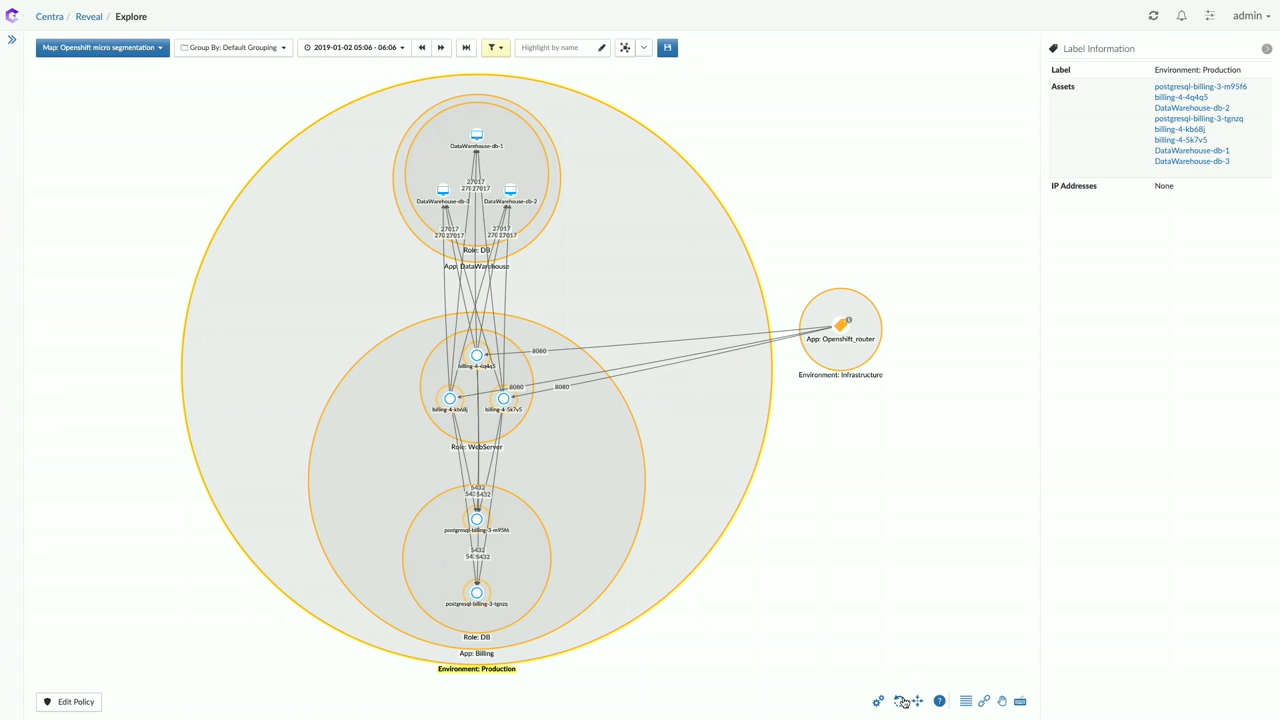 Centra / Reveal / Explore
admin
Map: Openshift micro segmentation
Group By: Default Grouping
2019-01-02 05:06 - 06:06
Highlight by name
Label Information
Label Environment: Production
Assets postgresql-billing-3-m95f6
billing-4-4q4q5
DataWarehouse-db-2
postgresql-billing-3-tgnzq
billing-4-kb68j
billing-4-5k7v5
DataWarehouse-db-1
DataWarehouse-db-3
IP Addresses None
DataWarehouse-db-1
27017
27017
DataWarehouse-db-3 DataWarehouse-db-2
27017 27017
27017 27017
Role: DB
App: DataWarehouse
App: Openshift_router
Environment: Infrastructure
8080
billing-4-4q4q5
8080 8080
billing-4-kb68j billing-4-5k7v5
Role: WebServer
5432
5432
postgresql-billing-3-m95f6
5432
5432
postgresql-billing-3-tgnzq
Role: DB
App: Billing
Environment: Production
Edit Policy